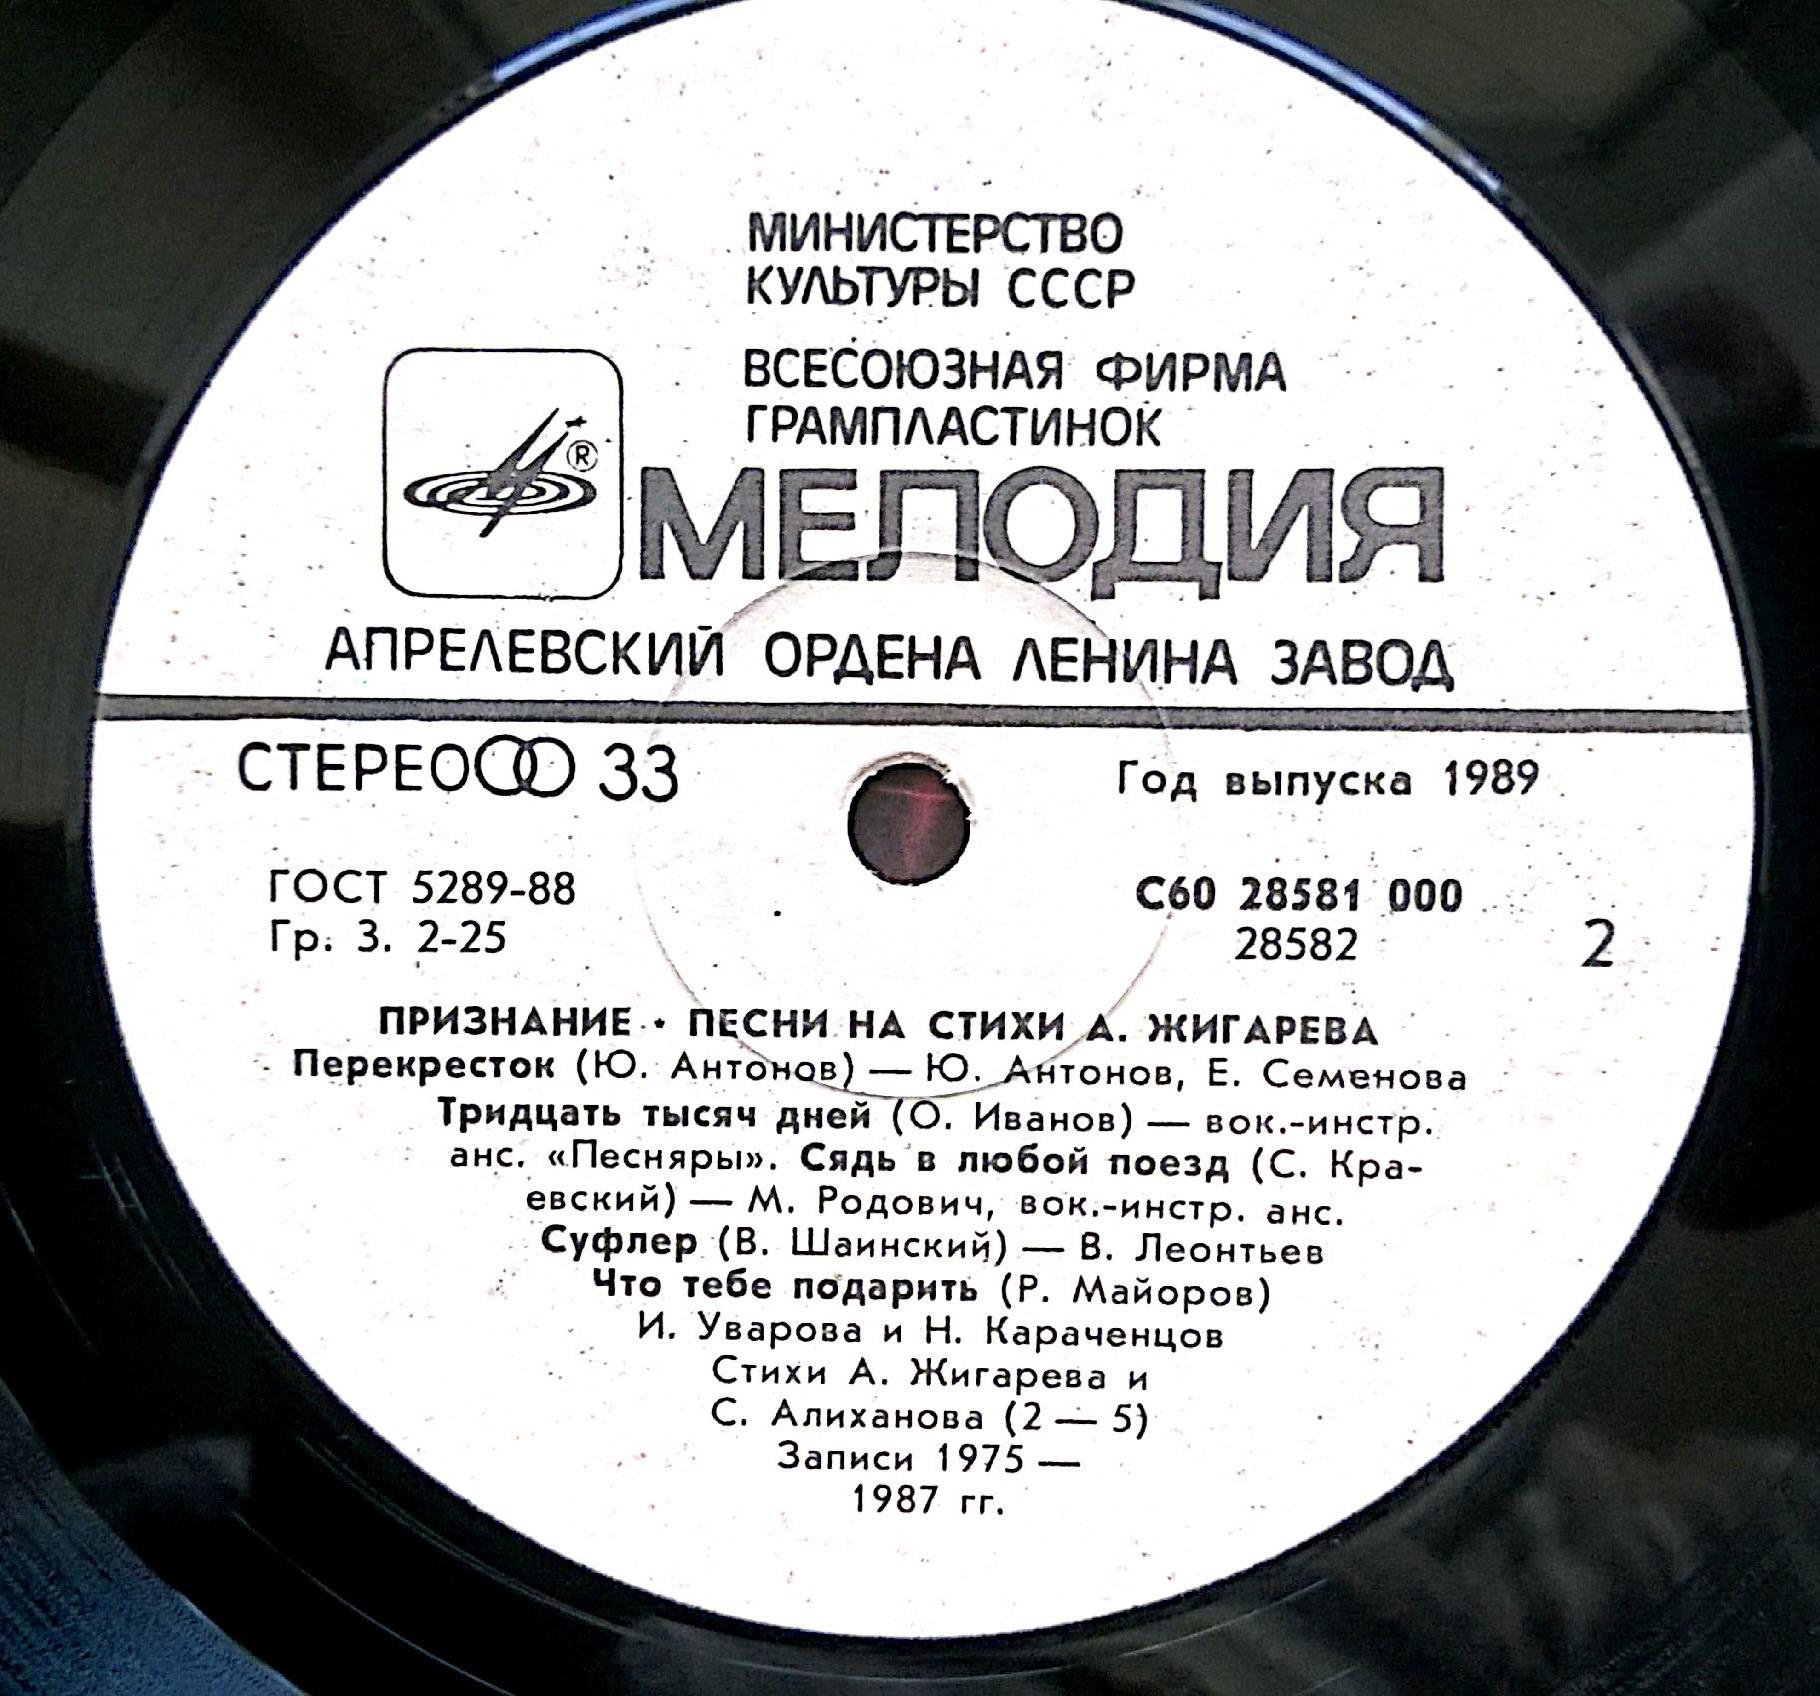 МИНИСТЕРСТВО
КУЛЬТУРЫ СССР
ВСЕСОЮЗНАЯ ФИРМА
ГРАМПЛАСТИНОК
®
МЕЛОДИЯ
АПРЕЛЕВСКИЙ ОРДЕНА ЛЕНИНА ЗАВОД
СТЕРЕО 33
Год выпуска 1989
ГОСТ 5289-88
Гр. 3. 2-25
С60 28581 000
28582
2
ПРИЗНАНИЕ · ПЕСНИ НА СТИХИ А. ЖИГАРЕВА
Перекресток (Ю. Антонов) — Ю. Антонов, Е. Семенова
Тридцать тысяч дней (О. Иванов) — вок.-инстр.
анс. «Песняры». Сядь в любой поезд (С. Кра-
евский) — М. Родович, вок.-инстр. анс.
Суфлер (В. Шаинский) — В. Леонтьев
Что тебе подарить (Р. Майоров)
И. Уварова и Н. Караченцов
Стихи А. Жигарева и
С. Алиханова (2 — 5)
Записи 1975 —
1987 гг.